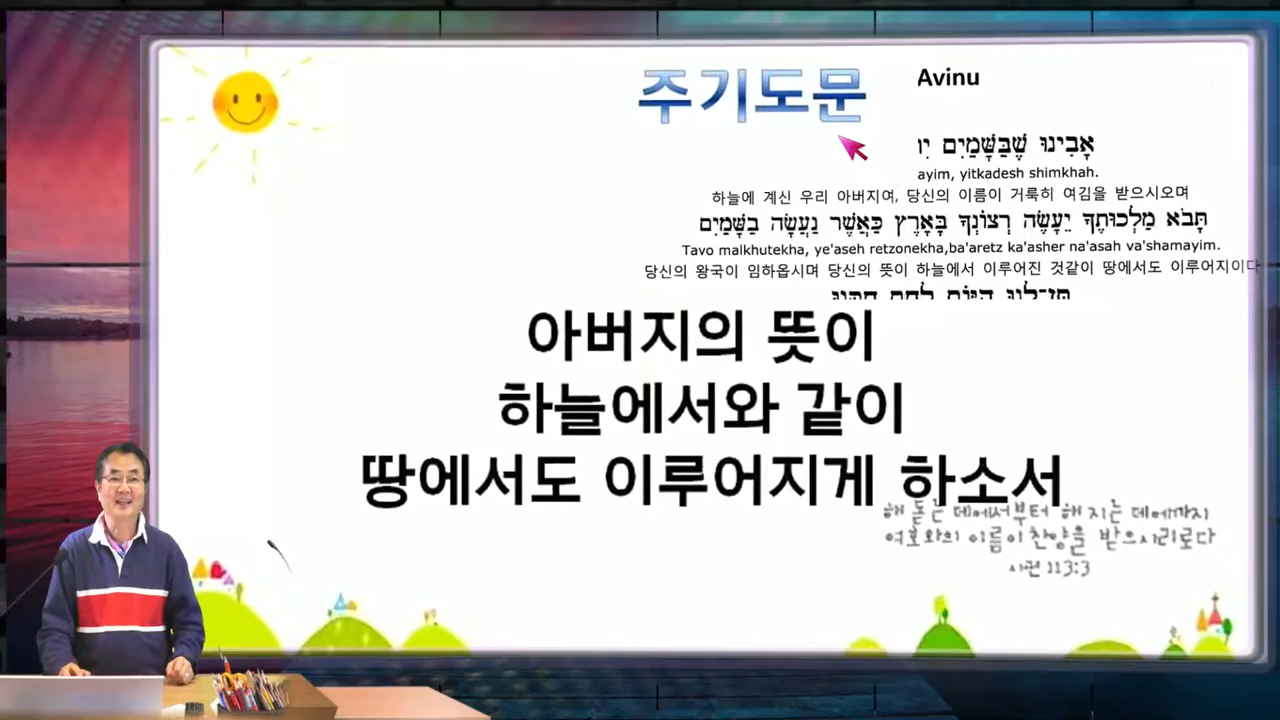 주기도문
Avinu
אָבִינוּ שֶׁבַּשָּׁמַיִם יִו
ayim, yitkadesh shimkhah.
하늘에 계신 우리 아버지여, 당신의 이름이 거룩히 여김을 받으시오며
תָּבֹא מַלְכוּתֶךָ יֵעָשֶׂה רְצוֹנְךָ בָּאָרֶץ כַּאֲשֶׁר נַעֲשָׂה בַשָּׁמַיִם
Tavo malkhutekha, ye'aseh retzonekha,ba'aretz ka'asher na'asah va'shamayim.
당신의 왕국이 임하옵시며 당신의 뜻이 하늘에서 이루어진 것같이 땅에서도 이루어지이다
아버지의 뜻이
하늘에서와 같이
땅에서도 이루어지게 하소서
해 돋는 데에서부터 해 지는 데에까지
여호와의 이름이 찬양을 받으시리로다
시편 113:3